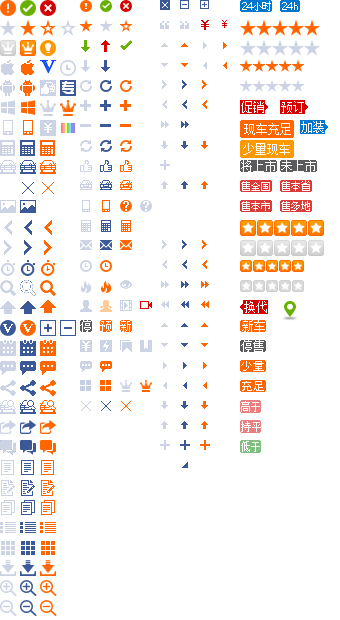 24小时 24h
促销 预订
现车充足 加装
少量现车
将上市 未上市
售全国 售本省
售本市 售多地
换代
停 预 新 新车
停售
少量
充足
高于
持平
低于